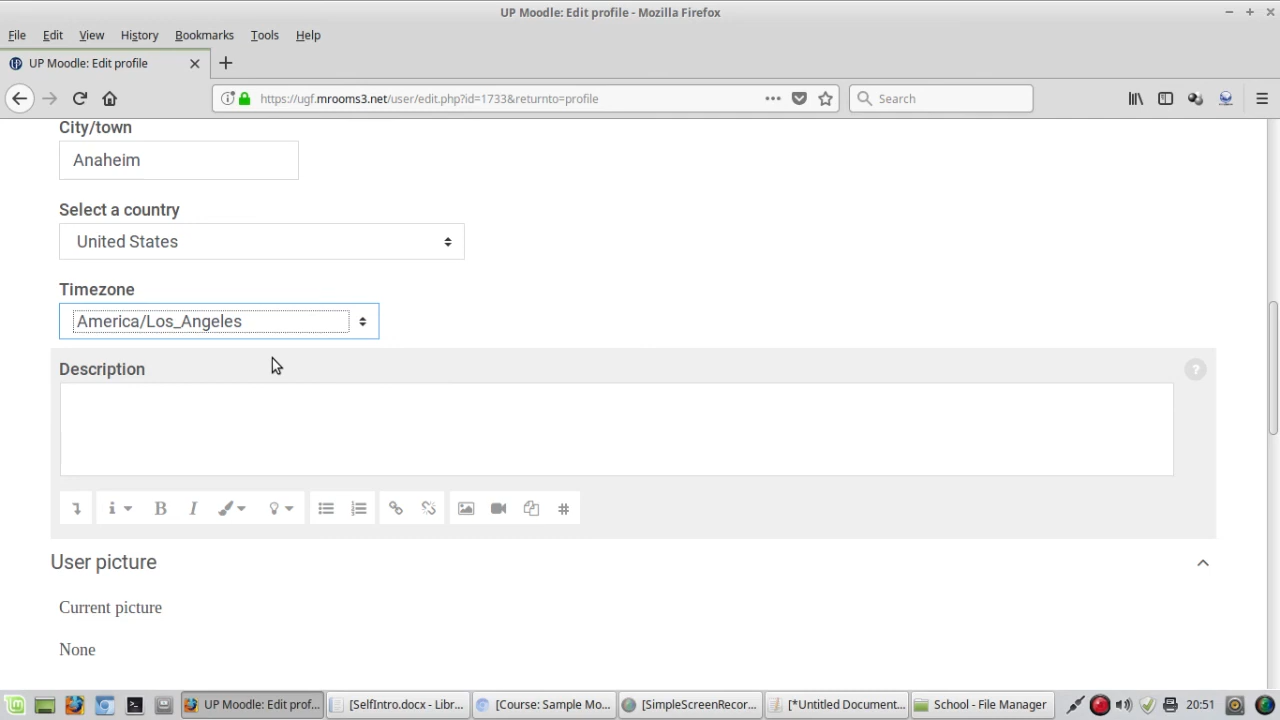 UP Moodle: Edit profile - Mozilla Firefox
File Edit View History Bookmarks Tools Help
UP Moodle: Edit profile
https://ugf.mrooms3.net/user/edit.php?id=1733&returnto=profile Search
City/town
Anaheim
Select a country
United States
Timezone
America/Los_Angeles
Description
?
B I #
User picture
Current picture
None
UP Moodle: Edit prof... [SelfIntro.docx - Libr... [Course: Sample Mo... [SimpleScreenRecor... [*Untitled Document... School - File Manager 20:51